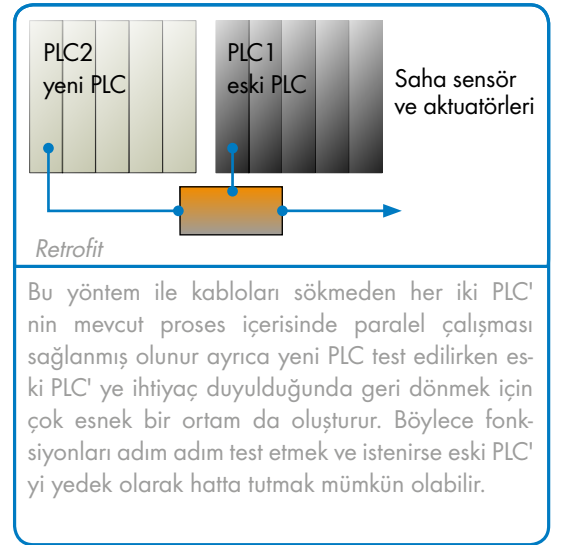 PLC2
yeni PLC
PLC1
eski PLC
Saha sensör
ve aktuatörleri
Retrofit
Bu yöntem ile kabloları sökmeden her iki PLC'
nin mevcut proses içerisinde paralel çalışması
sağlanmış olunur ayrıca yeni PLC test edilirken es-
ki PLC' ye ihtiyaç duyulduğunda geri dönmek için
çok esnek bir ortam da oluşturur. Böylece fonk-
siyonları adım adım test etmek ve istenirse eski PLC'
yi yedek olarak hatta tutmak mümkün olabilir.